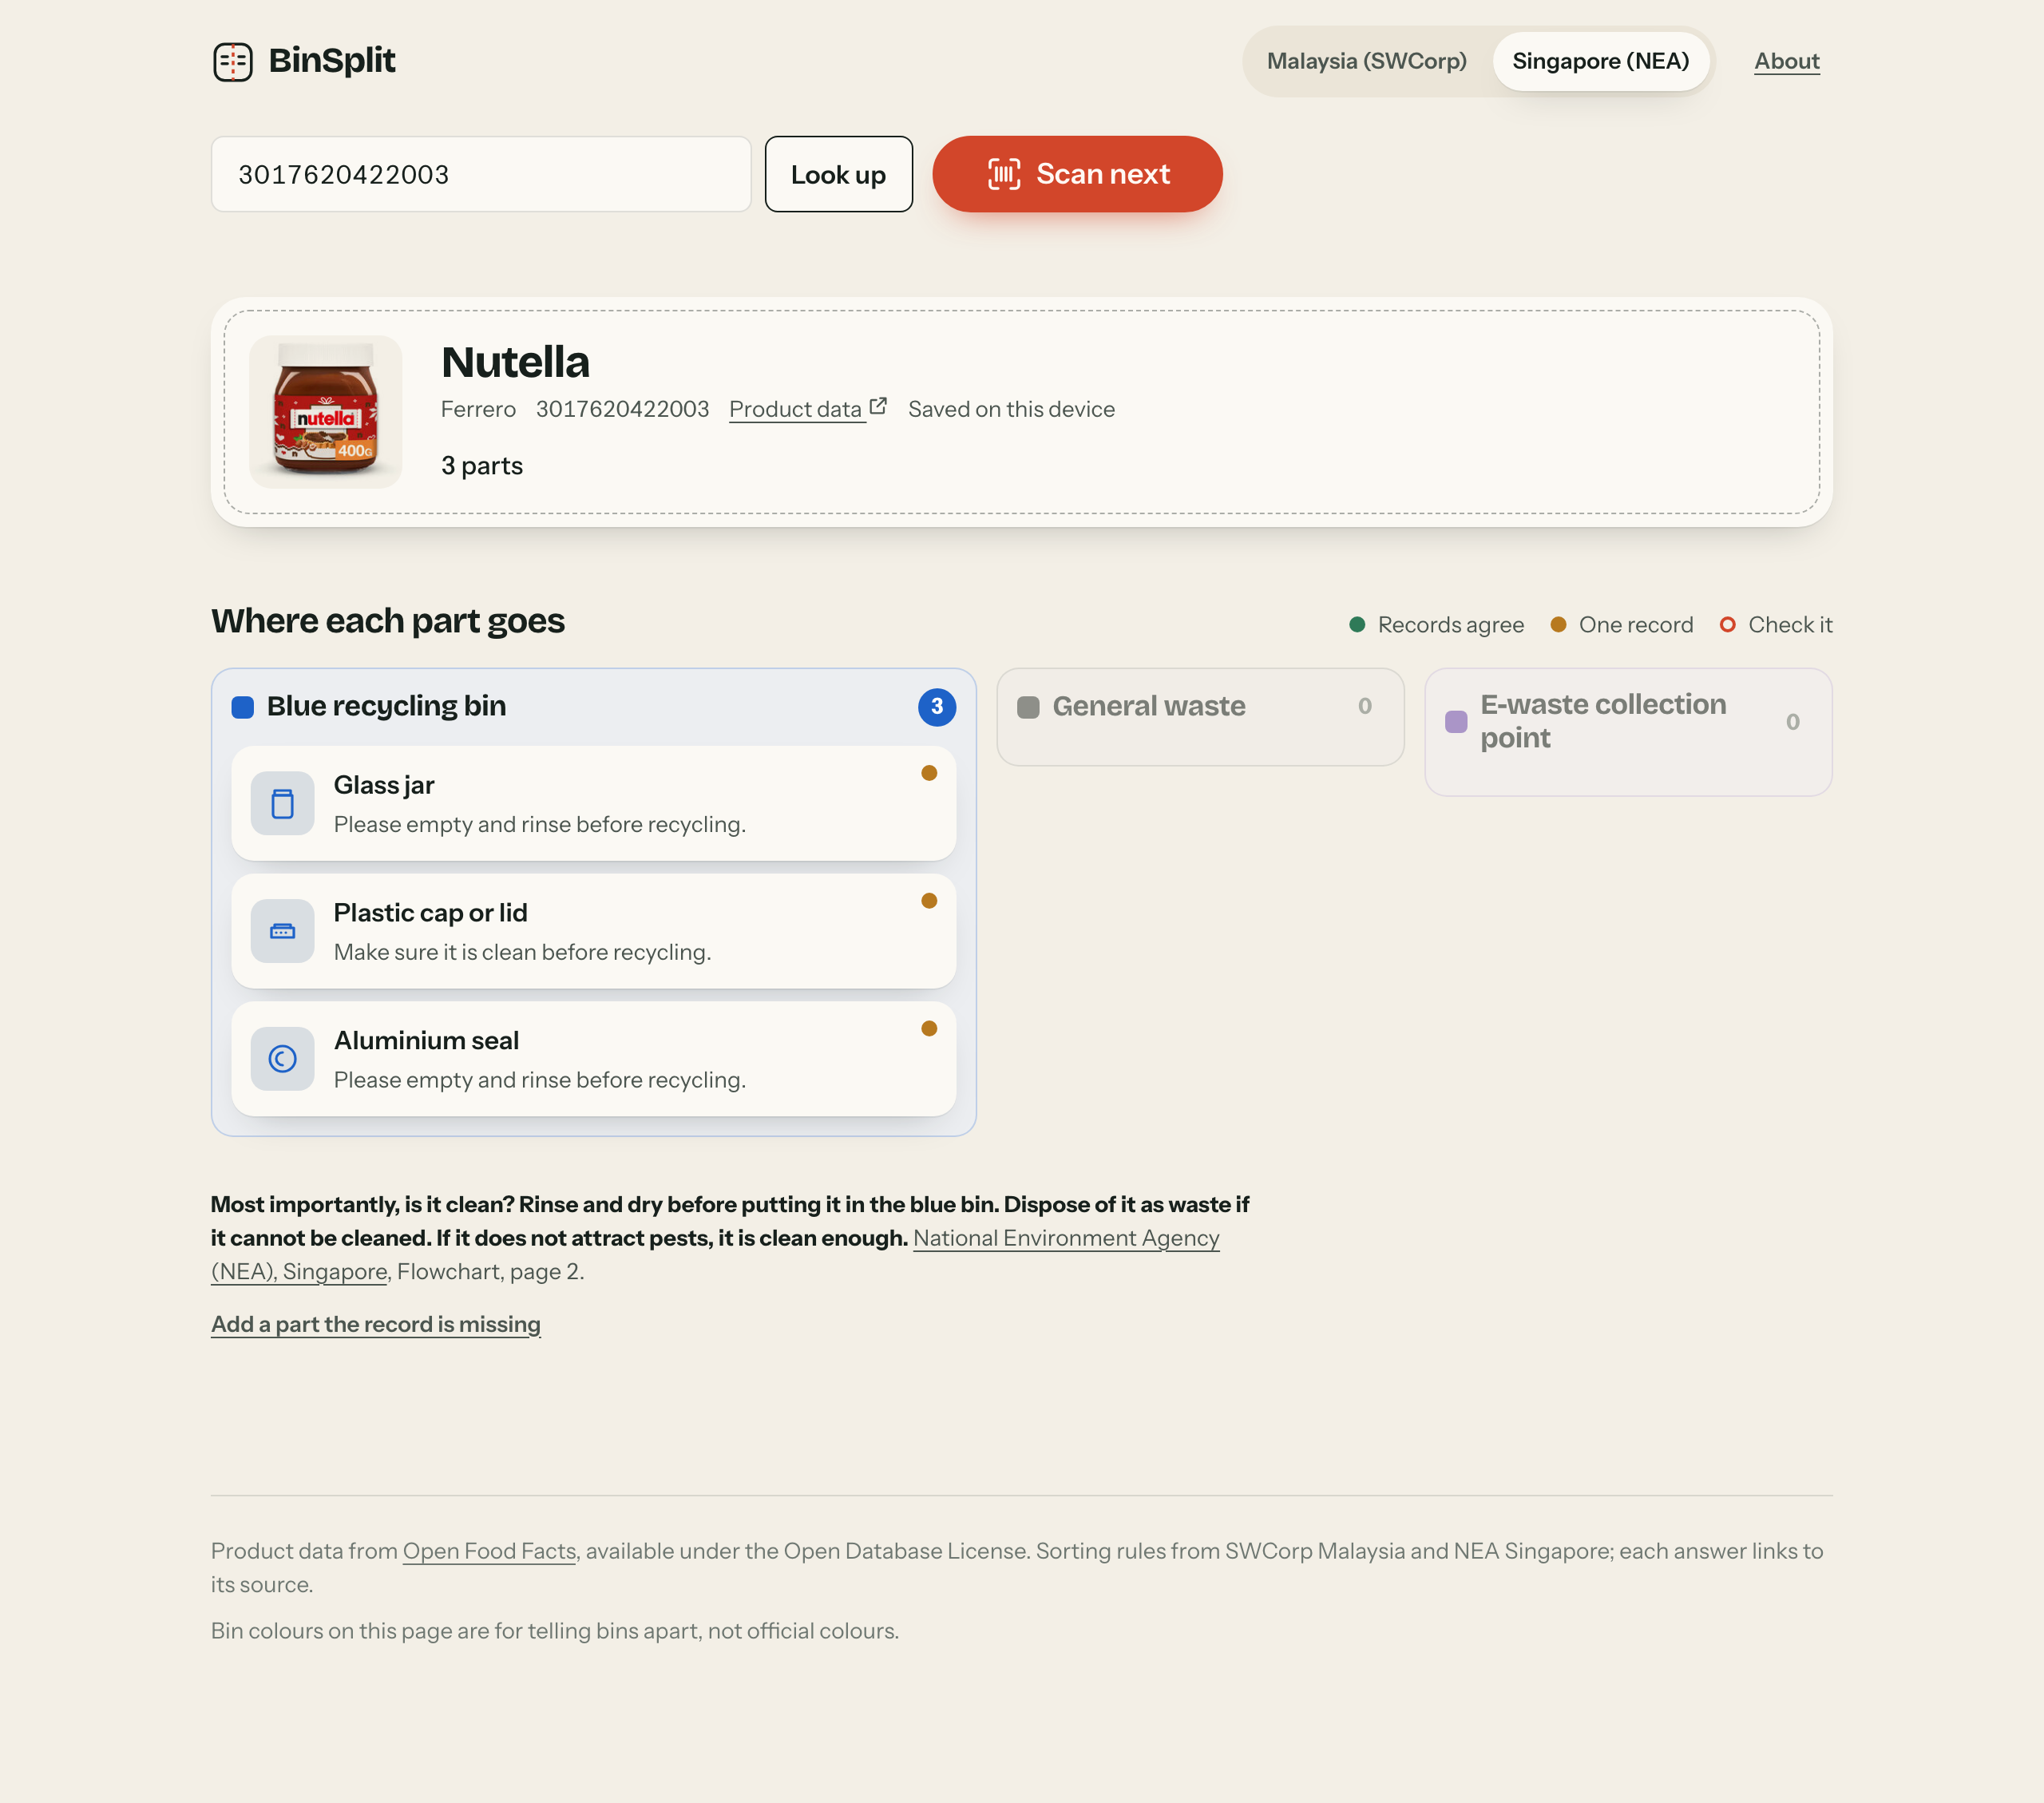 BinSplit
Malaysia (SWCorp)
Singapore (NEA)
About
3017620422003
Look up
Scan next
nutella
400G
Nutella
Ferrero 3017620422003 Product data Saved on this device
3 parts
Where each part goes
Records agree
One record
Check it
Blue recycling bin
3
Glass jar
Please empty and rinse before recycling.
Plastic cap or lid
Make sure it is clean before recycling.
Aluminium seal
Please empty and rinse before recycling.
General waste
0
E-waste collection
point
0
Most importantly, is it clean? Rinse and dry before putting it in the blue bin. Dispose of it as waste if
it cannot be cleaned. If it does not attract pests, it is clean enough. National Environment Agency
(NEA), Singapore, Flowchart, page 2.
Add a part the record is missing
Product data from Open Food Facts, available under the Open Database License. Sorting rules from SWCorp Malaysia and NEA Singapore; each answer links to
its source.
Bin colours on this page are for telling bins apart, not official colours.